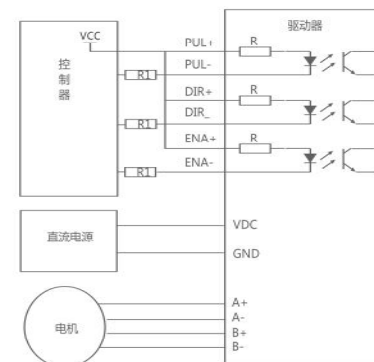 驱动器
VCC
PUL+
R
控制器
PUL-
R1
DIR+
R
DIR_
R1
ENA+
R
ENA-
R1
直流电源
VDC
GND
电机
A+
A-
B+
B-